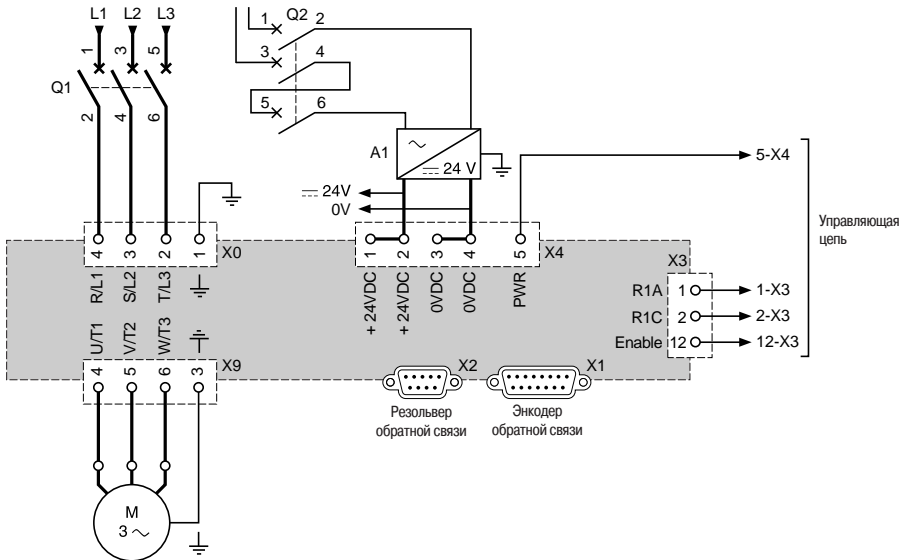 L1 L2 L3
1 3 5
Q1
2 4 6
1 Q2 2
3 4
5 6
A1
24 V
24V
0V
5-X4
Управляющая
цепь
4 3 2 1 X0
R/L1 S/L2 T/L3
1 2 3 4 5 X4
+ 24VDC + 24VDC 0VDC 0VDC PWR
X3
R1A 1 1-X3
R1C 2 2-X3
Enable 12 12-X3
U/T1 V/T2 W/T3
4 5 6 3 X9
X2
X1
Резольвер
обратной связи
Энкодер
обратной связи
M
3